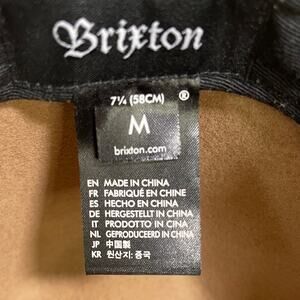 Brixton
7¼ (58CM) ®
M
brixton.com
EN MADE IN CHINA
FR FABRIQUÉ EN CHINE
ES HECHO EN CHINA
DE HERGESTELLT IN CHINA
IT PRODOTTO IN CINA
NL GEPRODUCEERD IN CHINA
JP 中国製
KR 원산지: 중국